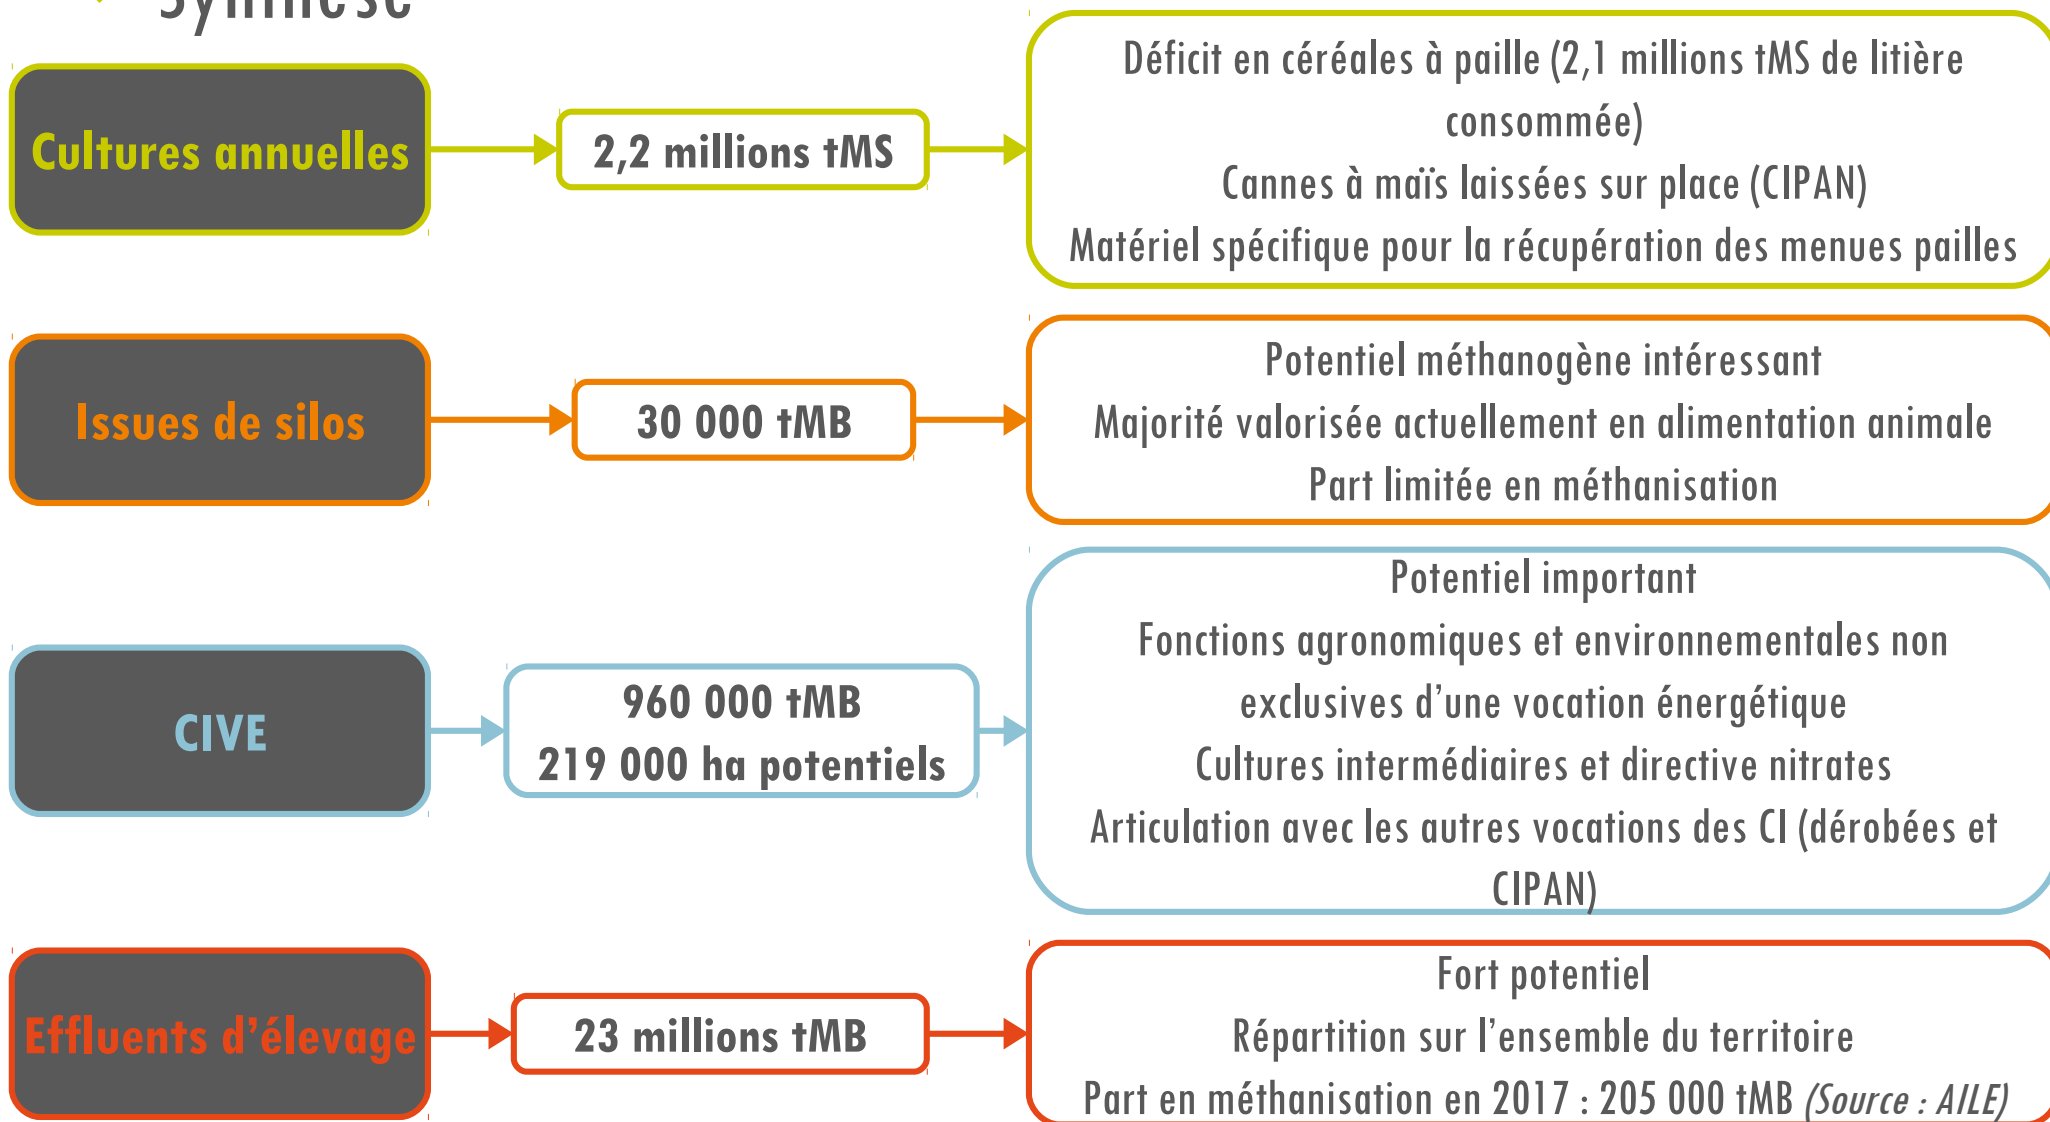 Synthèse
Cultures annuelles
2,2 millions tMS
Déficit en céréales à paille (2,1 millions tMS de litière
consommée)
Cannes à maïs laissées sur place (CIPAN)
Matériel spécifique pour la récupération des menues pailles
Issues de silos
30 000 tMB
Potentiel méthanogène intéressant
Majorité valorisée actuellement en alimentation animale
Part limitée en méthanisation
CIVE
960 000 tMB
219 000 ha potentiels
Potentiel important
Fonctions agronomiques et environnementales non
exclusives d’une vocation énergétique
Cultures intermédiaires et directive nitrates
Articulation avec les autres vocations des CI (dérobées et
CIPAN)
Effluents d’élevage
23 millions tMB
Fort potentiel
Répartition sur l’ensemble du territoire
Part en méthanisation en 2017 : 205 000 tMB (Source : AILE)